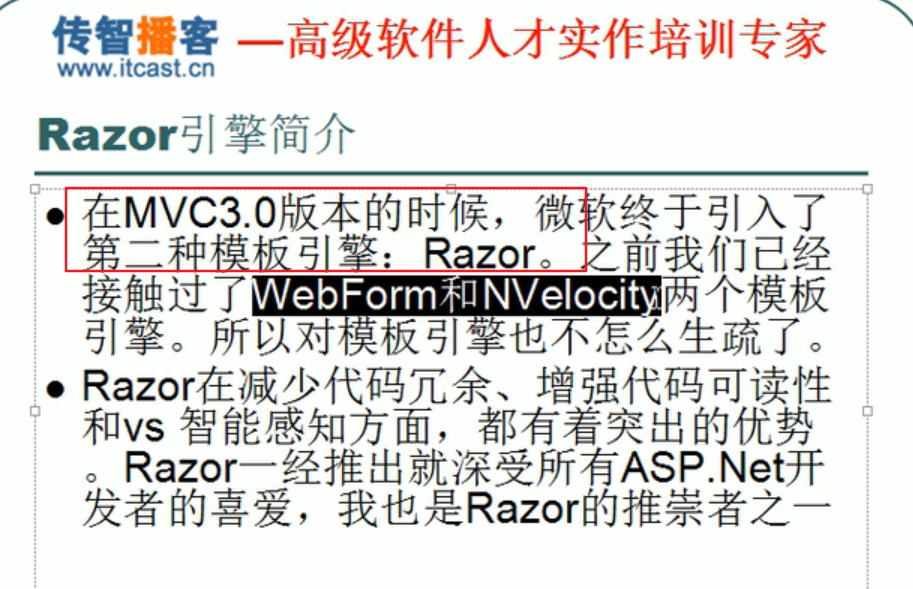 传智播客 —高级软件人才实作培训专家
www.itcast.cn
Razor引擎简介
● 在MVC3.0版本的时候，微软终于引入了
第二种模板引擎：Razor。之前我们已经
接触过了WebForm和NVelocity两个模板
引擎。所以对模板引擎也不怎么生疏了。
● Razor在减少代码冗余、增强代码可读性
和vs 智能感知方面，都有着突出的优势
。Razor一经推出就深受所有ASP.Net开
发者的喜爱，我也是Razor的推崇者之一